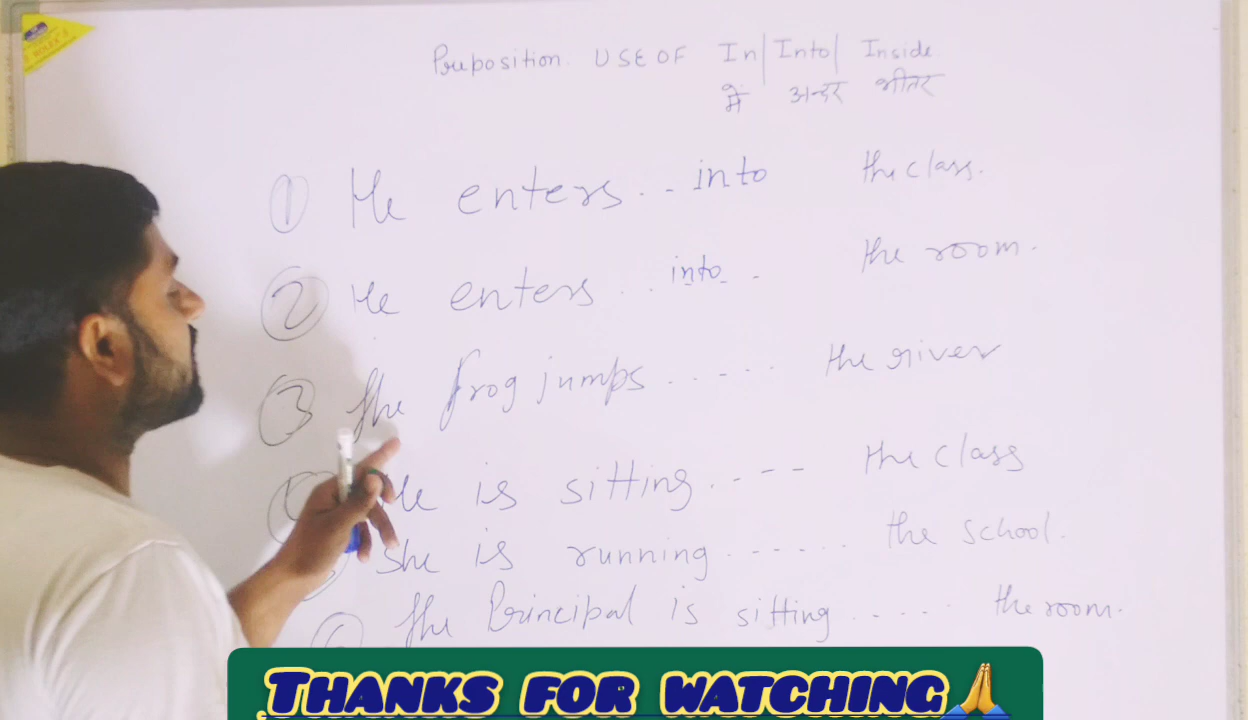 Preposition. USE OF In| Into| Inside
में अन्दर भीतर
① He enters.. - into the class.
② He enters .. into - the room.
③ The frog jumps ..... the river
He is sitting ..-- the class
She is running ....... the school.
⑥ The Principal is sitting ..... the room.
THANKS FOR WATCHING🙏